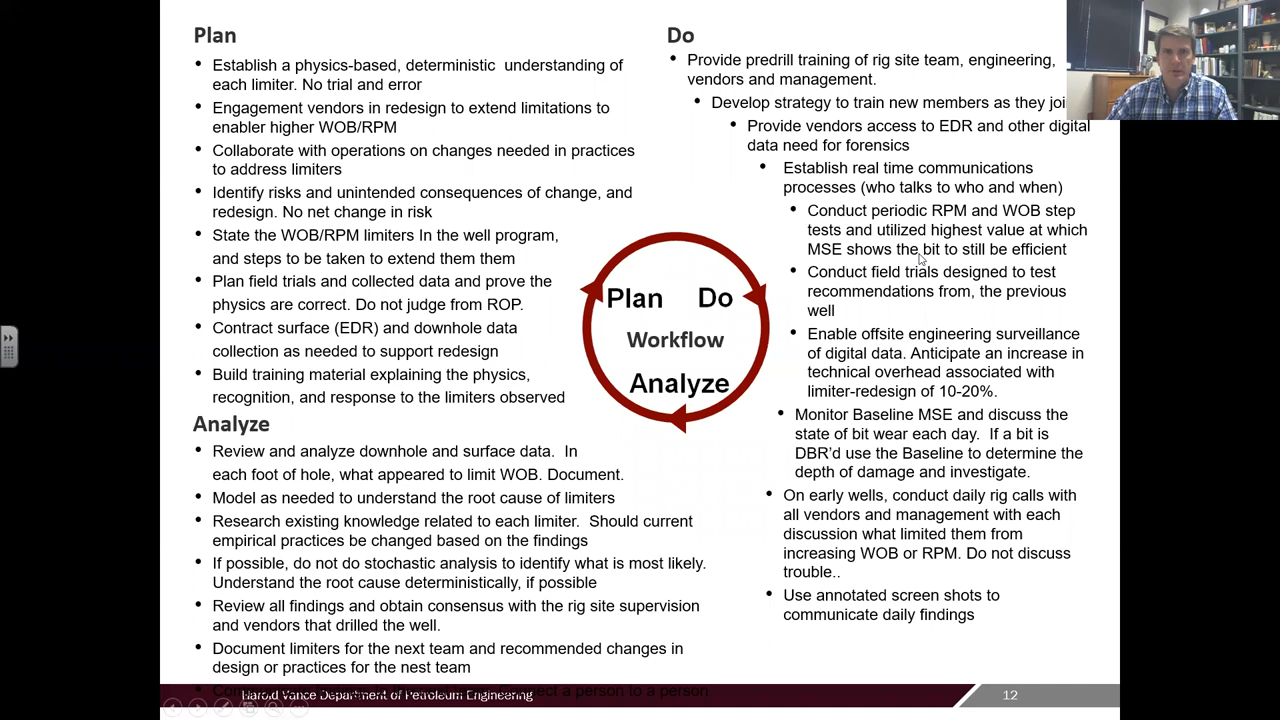 Plan
• Establish a physics-based, deterministic understanding of
each limiter. No trial and error
• Engagement vendors in redesign to extend limitations to
enabler higher WOB/RPM
• Collaborate with operations on changes needed in practices
to address limiters
• Identify risks and unintended consequences of change, and
redesign. No net change in risk
• State the WOB/RPM limiters In the well program,
and steps to be taken to extend them them
• Plan field trials and collected data and prove the
physics are correct. Do not judge from ROP.
• Contract surface (EDR) and downhole data
collection as needed to support redesign
• Build training material explaining the physics,
recognition, and response to the limiters observed
Analyze
• Review and analyze downhole and surface data. In
each foot of hole, what appeared to limit WOB. Document.
• Model as needed to understand the root cause of limiters
• Research existing knowledge related to each limiter. Should current
empirical practices be changed based on the findings
• If possible, do not do stochastic analysis to identify what is most likely.
Understand the root cause deterministically, if possible
• Review all findings and obtain consensus with the rig site supervision
and vendors that drilled the well.
• Document limiters for the next team and recommended changes in
design or practices for the nest team
a person to a person
Plan Do
Workflow
Analyze
Do
• Provide predrill training of rig site team, engineering,
vendors and management.
• Develop strategy to train new members as they
• Provide vendors access to EDR and other digital
data need for forensics
• Establish real time communications
processes (who talks to who and when)
• Conduct periodic RPM and WOB step
tests and utilized highest value at which
MSE shows the bit to still be efficient
• Conduct field trials designed to test
recommendations from, the previous
well
• Enable offsite engineering surveillance
of digital data. Anticipate an increase in
technical overhead associated with
limiter-redesign of 10-20%.
• Monitor Baseline MSE and discuss the
state of bit wear each day. If a bit is
DBR'd use the Baseline to determine the
depth of damage and investigate.
• On early wells, conduct daily rig calls with
all vendors and management with each
discussion what limited them from
increasing WOB or RPM. Do not discuss
trouble..
• Use annotated screen shots to
communicate daily findings
Harold Vance Department of Petroleum Engineering
12